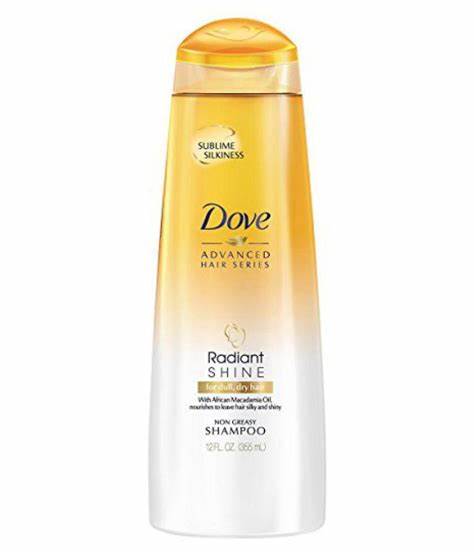 SUBLIME
SILKINESS
Dove
ADVANCED
HAIR SERIES
Radiant
SHINE
for dull, dry hair
With African Macadamia Oil,
nourishes to leave hair silky and shiny
NON GREASY
SHAMPOO
12 FL. OZ. (355 mL)